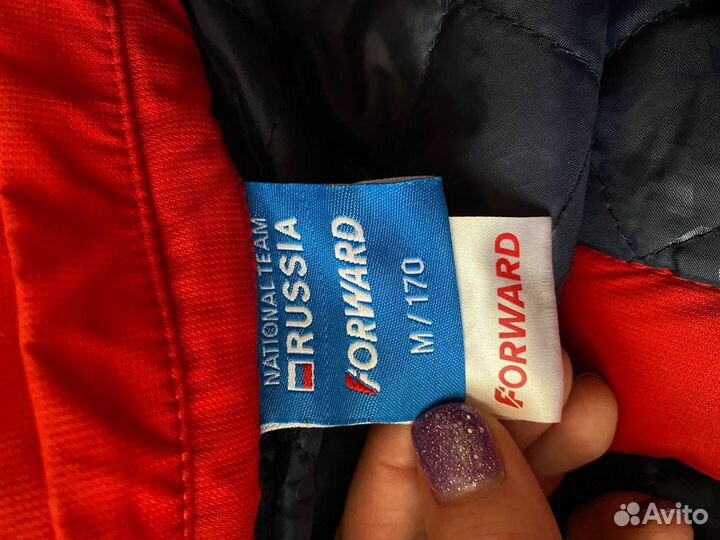 NATIONAL TEAM
RUSSIA
FORWARD
M / 170
FORWARD
Avito